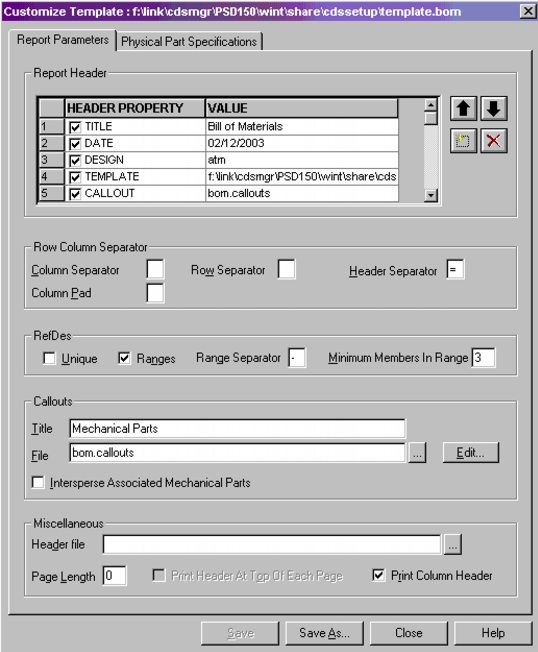 Customize Template : f:\link\cdsmgr\PSD150\wint\share\cdssetup\template.bom
Report Parameters Physical Part Specifications
Report Header
HEADER PROPERTY VALUE
1 TITLE Bill of Materials
2 DATE 02/12/2003
3 DESIGN atm
4 TEMPLATE f:\link\cdsmgr\PSD150\wint\share\cds
5 CALLOUT bom.callouts
Row Column Separator
Column Separator Row Separator Header Separator =
Column Pad
RefDes
Unique Ranges Range Separator - Minimum Members In Range 3
Callouts
Title Mechanical Parts
File bom.callouts ... Edit...
Intersperse Associated Mechanical Parts
Miscellaneous
Header file ...
Page Length 0 Print Header At Top Of Each Page Print Column Header
Save Save As... Close Help